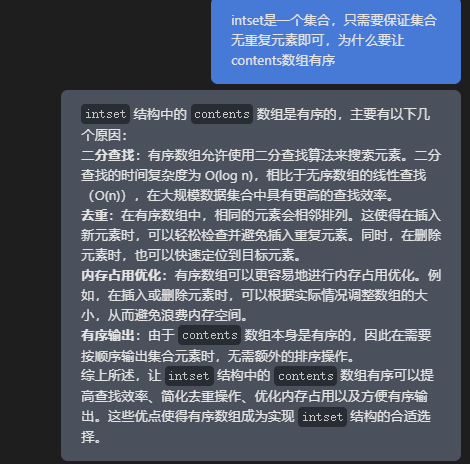 intset是一个集合，只需要保证集合
无重复元素即可，为什么要让
contents数组有序
intset 结构中的 contents 数组是有序的，主要有以下几
个原因：
二分查找：有序数组允许使用二分查找算法来搜索元素。二分
查找的时间复杂度为 O(log n)，相比于无序数组的线性查找
（O(n)），在大规模数据集合中具有更高的查找效率。
去重：在有序数组中，相同的元素会相邻排列。这使得在插入
新元素时，可以轻松检查并避免插入重复元素。同时，在删除
元素时，也可以快速定位到目标元素。
内存占用优化：有序数组可以更容易地进行内存占用优化。例
如，在插入或删除元素时，可以根据实际情况调整数组的大
小，从而避免浪费内存空间。
有序输出：由于 contents 数组本身是有序的，因此在需要
按顺序输出集合元素时，无需额外的排序操作。
综上所述，让 intset 结构中的 contents 数组有序可以提
高查找效率、简化去重操作、优化内存占用以及方便有序输
出。这些优点使得有序数组成为实现 intset 结构的合适选
择。